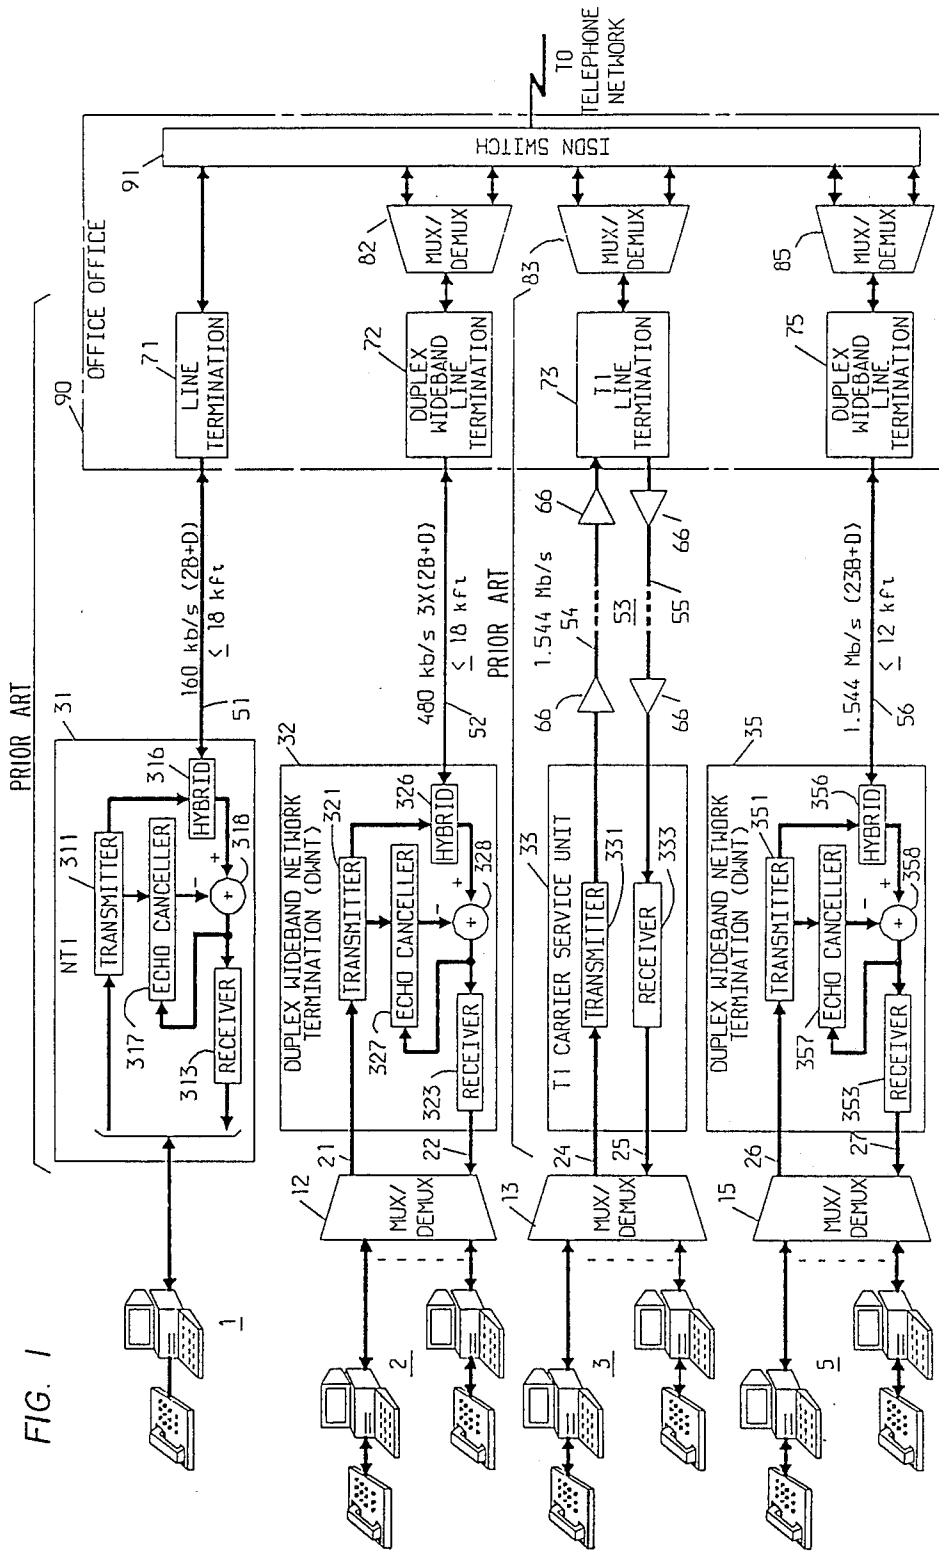 FIG. 1
PRIOR ART
90
OFFICE OFFICE
91
ISDN SWITCH
TO
TELEPHONE
NETWORK
1
NT1
31
311
TRANSMITTER
317
ECHO CANCELLER
316
HYBRID
+
-
+
318
313
RECEIVER
160 kb/s (2B+D)
≤ 18 kft
51
71
LINE
TERMINATION
2
12
MUX/
DEMUX
21
22
DUPLEX WIDEBAND NETWORK
TERMINATION (DWNT)
32
321
TRANSMITTER
327
ECHO CANCELLER
326
HYBRID
+
-
+
328
323
RECEIVER
480 kb/s 3X(2B+D)
≤ 18 kft
52
72
DUPLEX
WIDEBAND
LINE
TERMINATION
82
MUX/
DEMUX
PRIOR ART
3
13
MUX/
DEMUX
24
25
T1 CARRIER SERVICE UNIT
33
TRANSMITTER
331
RECEIVER
333
66
66
1.544 Mb/s
54
53
55
66
66
73
T1
LINE
TERMINATION
83
MUX/
DEMUX
5
15
MUX/
DEMUX
26
27
DUPLEX WIDEBAND NETWORK
TERMINATION (DWNT)
35
351
TRANSMITTER
357
ECHO CANCELLER
356
HYBRID
+
-
+
358
353
RECEIVER
1.544 Mb/s (23B+D)
≤ 12 kft
56
75
DUPLEX
WIDEBAND
LINE
TERMINATION
85
MUX/
DEMUX